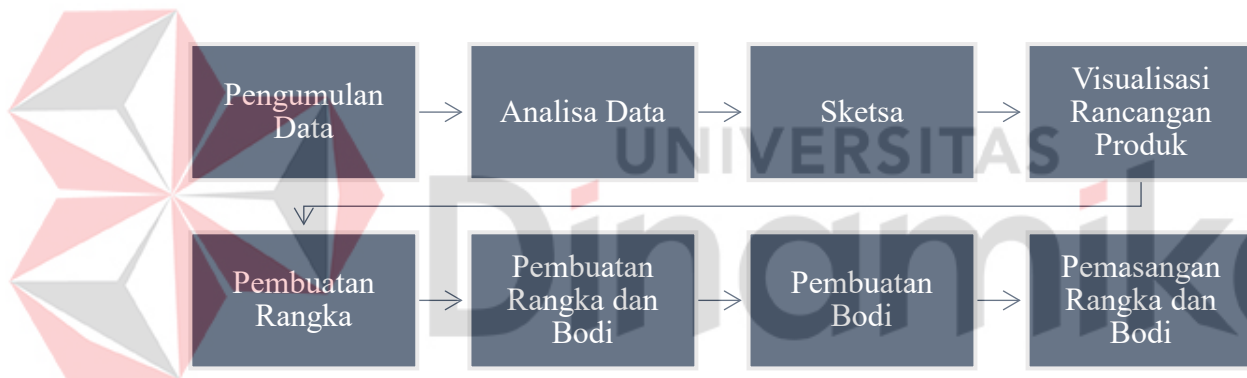 Pengumulan
Data
Analisa Data
Sketsa
Visualisasi
Rancangan
Produk
Pembuatan
Rangka
Pembuatan
Rangka dan
Bodi
Pembuatan
Bodi
Pemasangan
Rangka dan
Bodi
UNIVERSITAS
Dinamika